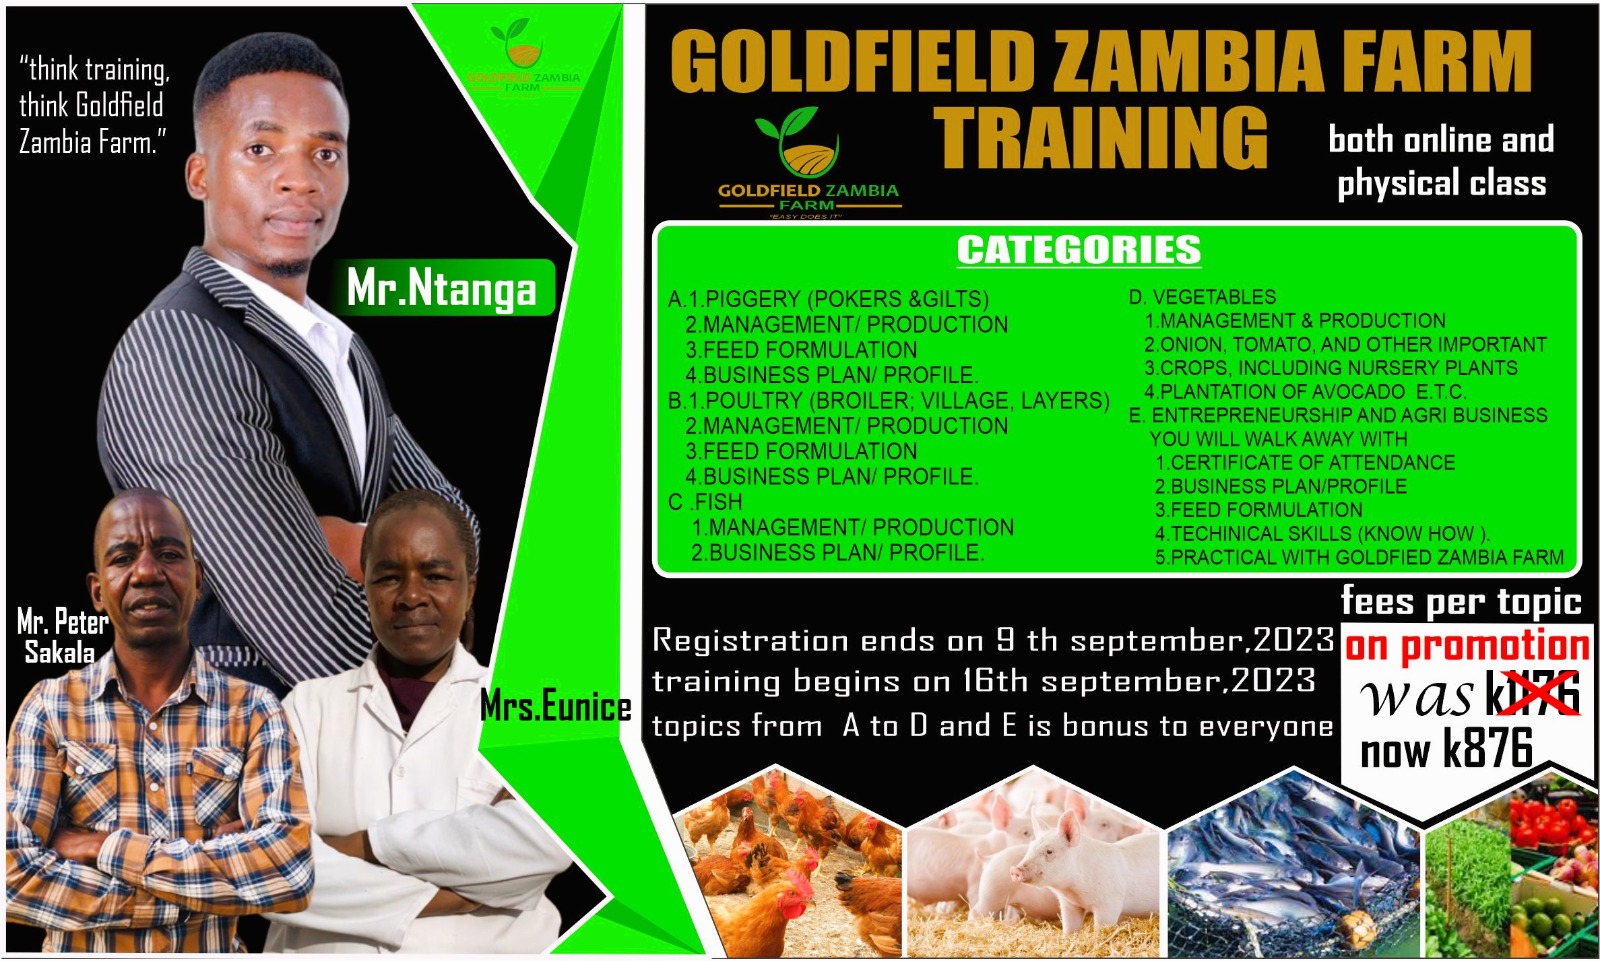 “think training,
think Goldfield
Zambia Farm.”
GOLDFIELD ZAMBIA
FARM
Mr.Ntanga
Mr. Peter
Sakala
Mrs.Eunice
GOLDFIELD ZAMBIA FARM
TRAINING
both online and
physical class
GOLDFIELD ZAMBIA
FARM
"EASY DOES IT"
CATEGORIES
A.1.PIGGERY (POKERS &GILTS)
2.MANAGEMENT/ PRODUCTION
3.FEED FORMULATION
4.BUSINESS PLAN/ PROFILE.
B.1.POULTRY (BROILER; VILLAGE, LAYERS)
2.MANAGEMENT/ PRODUCTION
3.FEED FORMULATION
4.BUSINESS PLAN/ PROFILE.
C .FISH
1.MANAGEMENT/ PRODUCTION
2.BUSINESS PLAN/ PROFILE.
D. VEGETABLES
1.MANAGEMENT & PRODUCTION
2.ONION, TOMATO, AND OTHER IMPORTANT
3.CROPS, INCLUDING NURSERY PLANTS
4.PLANTATION OF AVOCADO E.T.C.
E. ENTREPRENEURSHIP AND AGRI BUSINESS
YOU WILL WALK AWAY WITH
1.CERTIFICATE OF ATTENDANCE
2.BUSINESS PLAN/PROFILE
3.FEED FORMULATION
4.TECHINICAL SKILLS (KNOW HOW ).
5.PRACTICAL WITH GOLDFIED ZAMBIA FARM
Registration ends on 9 th september,2023
training begins on 16th september,2023
topics from A to D and E is bonus to everyone
fees per topic
on promotion
was k1176
now k876